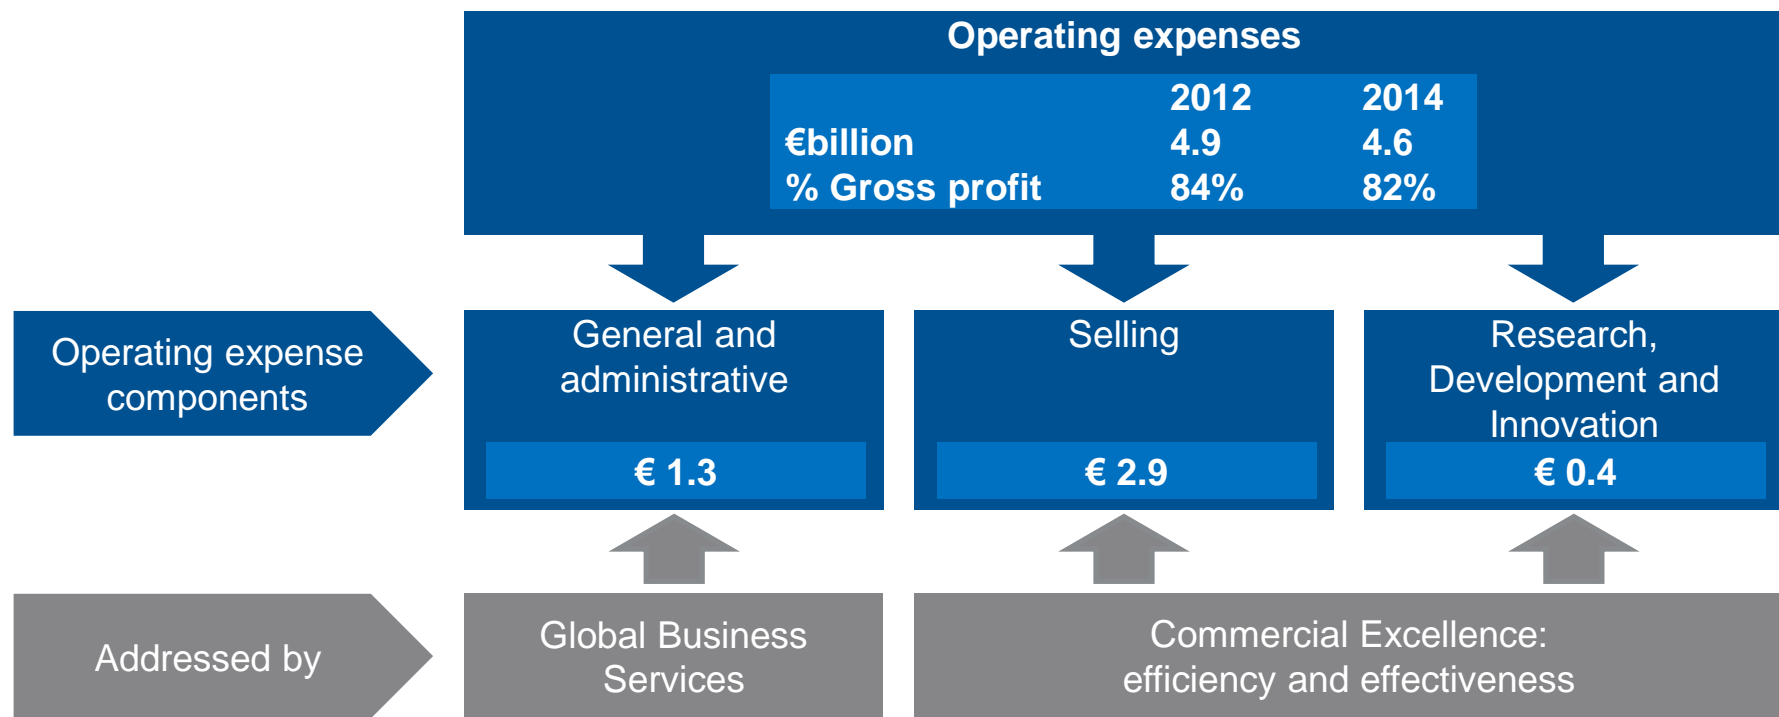 Operating expenses
2012 2014
€billion 4.9 4.6
% Gross profit 84% 82%
Operating expense
components
General and
administrative
€ 1.3
Selling
€ 2.9
Research,
Development and
Innovation
€ 0.4
Addressed by
Global Business
Services
Commercial Excellence:
efficiency and effectiveness